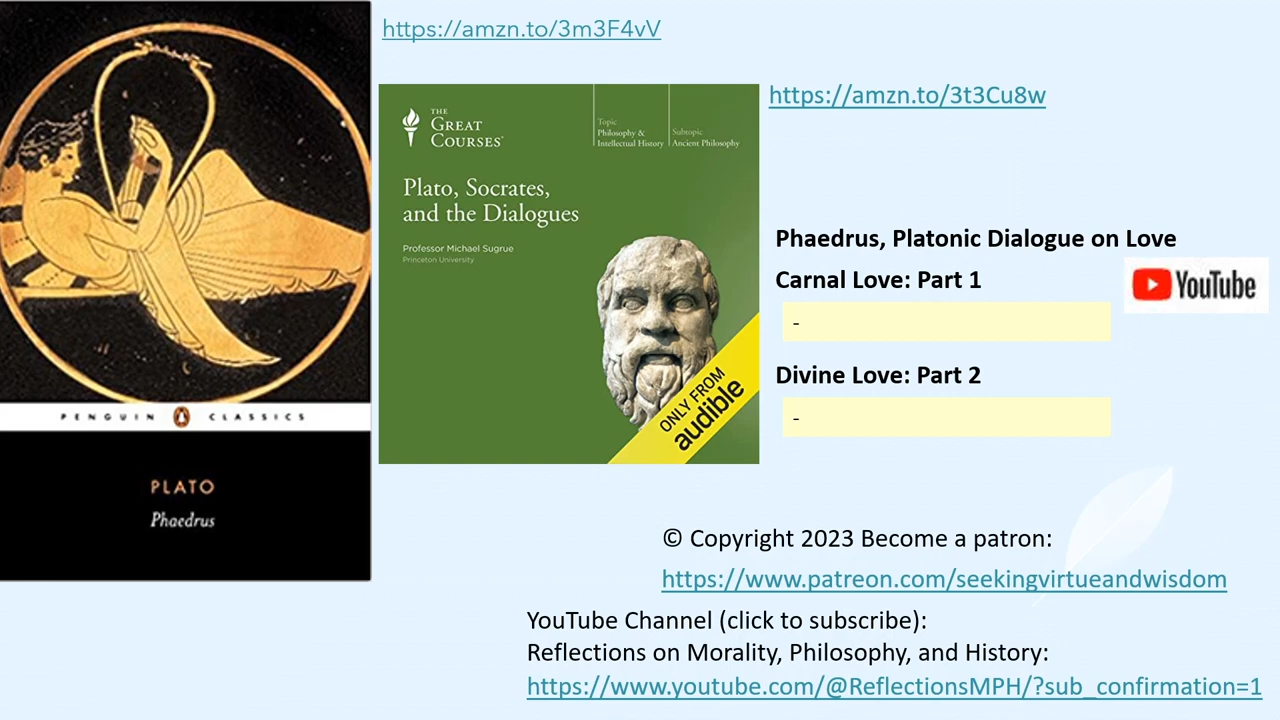 https://amzn.to/3m3F4vV
PENGUIN CLASSICS
PLATO
Phaedrus
THE
GREAT
COURSES
Topic
Philosophy &
Intellectual History
Subtopic
Ancient Philosophy
Plato, Socrates,
and the Dialogues
Professor Michael Sugrue
Princeton University
ONLY FROM
audible
https://amzn.to/3t3Cu8w
Phaedrus, Platonic Dialogue on Love
Carnal Love: Part 1
YouTube
-
Divine Love: Part 2
-
© Copyright 2023 Become a patron:
https://www.patreon.com/seekingvirtueandwisdom
YouTube Channel (click to subscribe):
Reflections on Morality, Philosophy, and History:
https://www.youtube.com/@ReflectionsMPH/?sub_confirmation=1